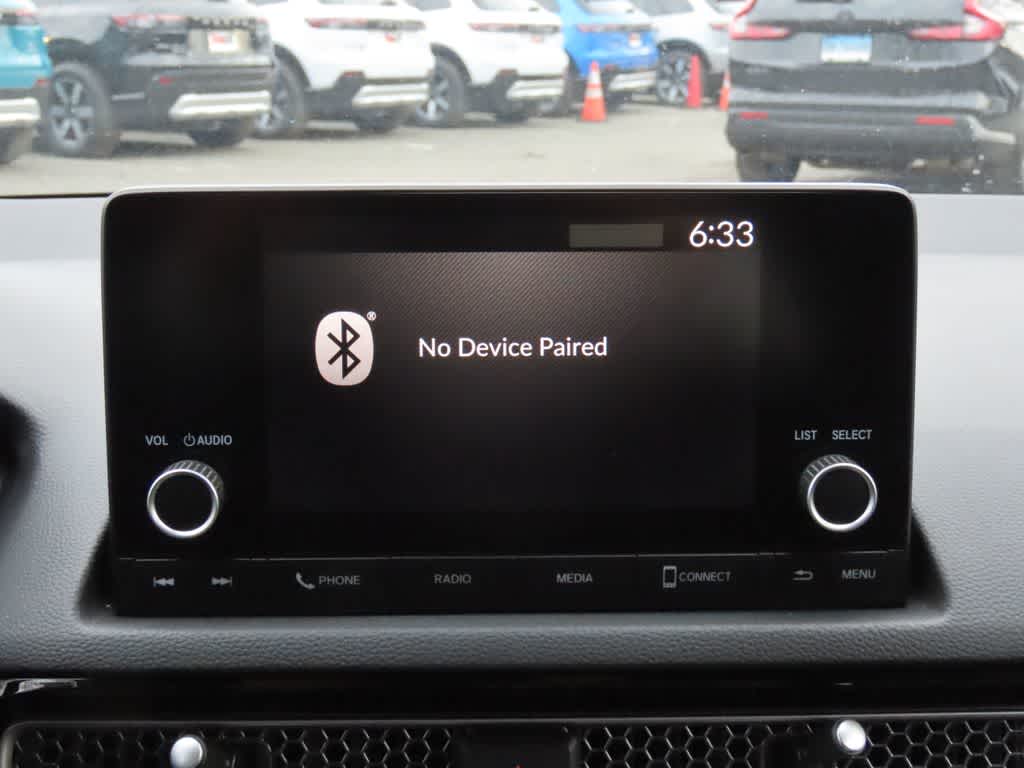 6:33
®
No Device Paired
VOL AUDIO
LIST SELECT
PHONE RADIO MEDIA CONNECT MENU